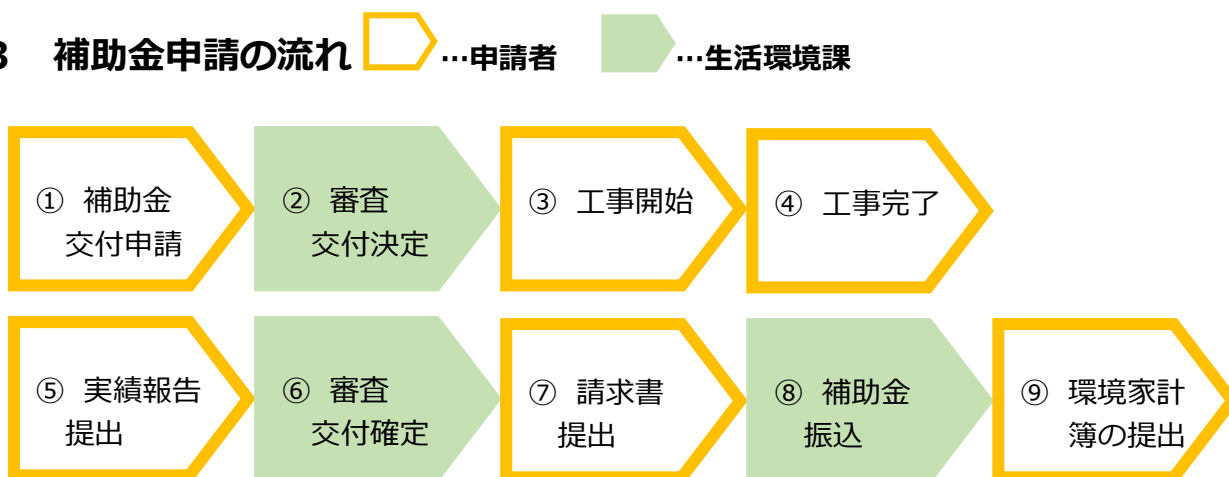 3 補助金申請の流れ …申請者 …生活環境課
① 補助金
交付申請
② 審査
交付決定
③ 工事開始
④ 工事完了
⑤ 実績報告
提出
⑥ 審査
交付確定
⑦ 請求書
提出
⑧ 補助金
振込
⑨ 環境家計
簿の提出